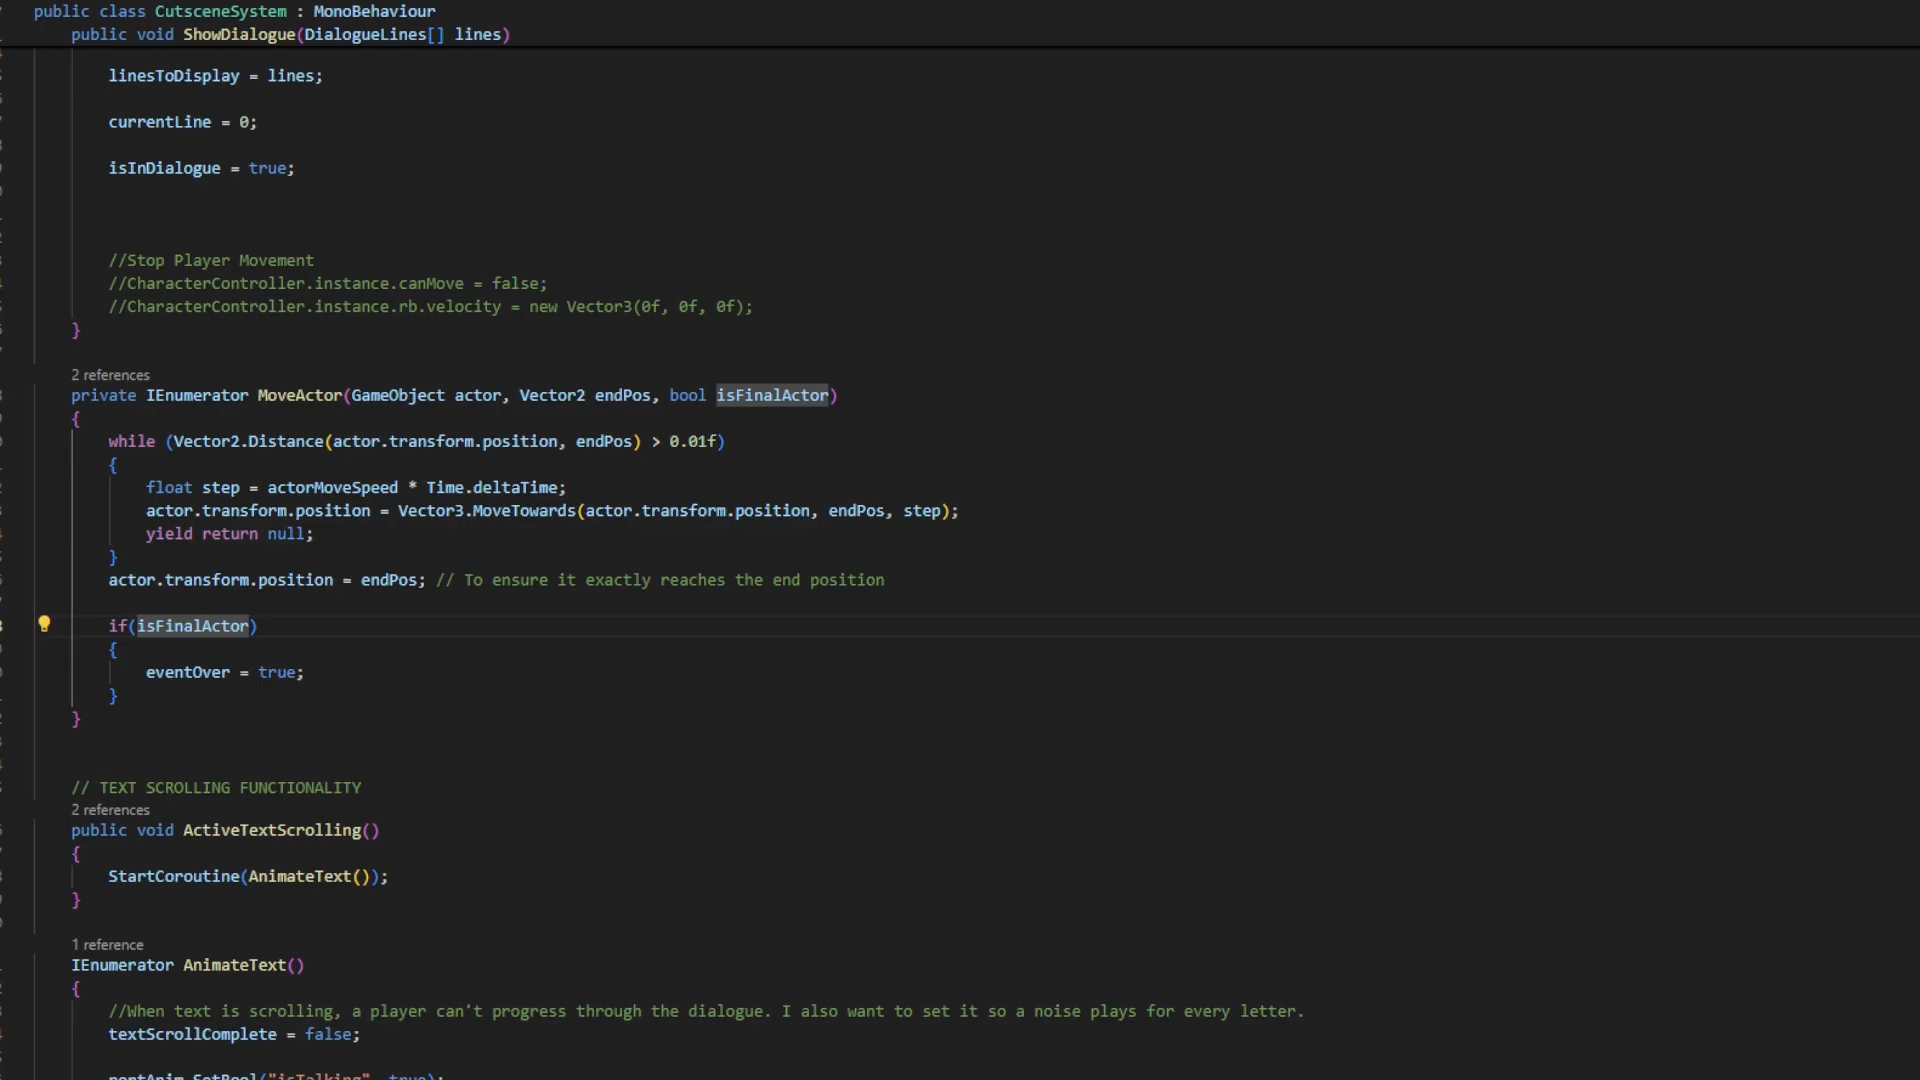 public class CutsceneSystem : MonoBehaviour
public void ShowDialogue(DialogueLines[] lines)
linesToDisplay = lines;
currentLine = 0;
isInDialogue = true;
//Stop Player Movement
//CharacterController.instance.canMove = false;
//CharacterController.instance.rb.velocity = new Vector3(0f, 0f, 0f);
}
2 references
private IEnumerator MoveActor(GameObject actor, Vector2 endPos, bool isFinalActor)
{
while (Vector2.Distance(actor.transform.position, endPos) > 0.01f)
{
float step = actorMoveSpeed * Time.deltaTime;
actor.transform.position = Vector3.MoveTowards(actor.transform.position, endPos, step);
yield return null;
}
actor.transform.position = endPos; // To ensure it exactly reaches the end position
if(isFinalActor)
{
eventOver = true;
}
}
// TEXT SCROLLING FUNCTIONALITY
2 references
public void ActiveTextScrolling()
{
StartCoroutine(AnimateText());
}
1 reference
IEnumerator AnimateText()
{
//When text is scrolling, a player can't progress through the dialogue. I also want to set it so a noise plays for every letter.
textScrollComplete = false;
portAnim.SetBool("isTalking", true);